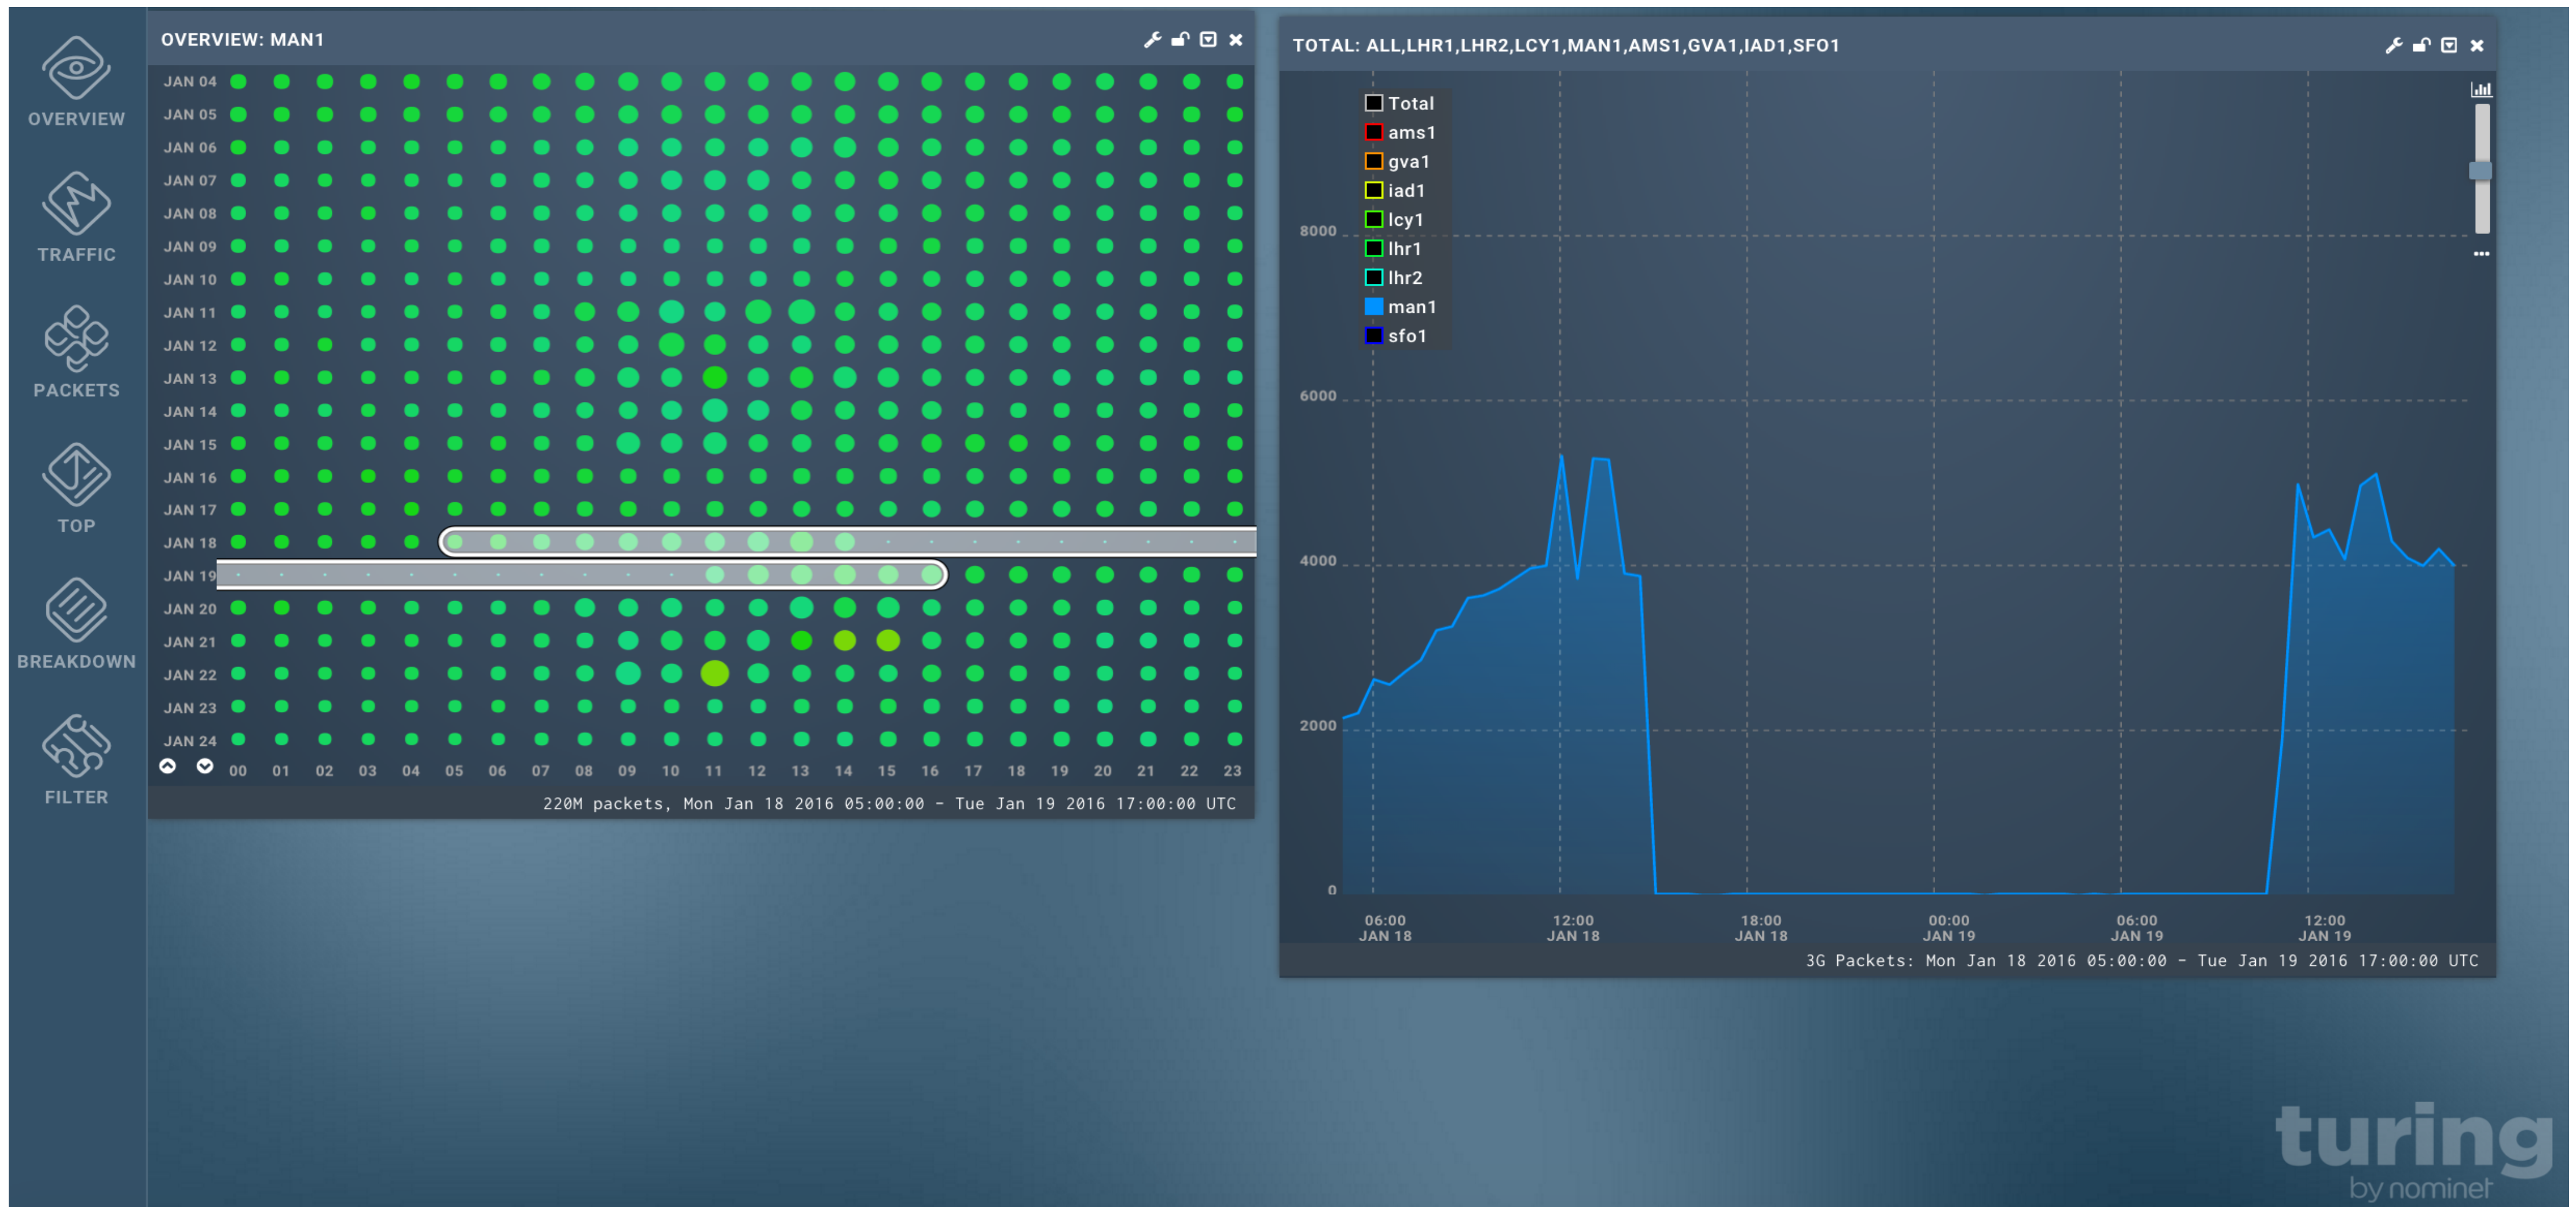 OVERVIEW
TRAFFIC
PACKETS
TOP
BREAKDOWN
FILTER
OVERVIEW: MAN1
JAN 04
JAN 05
JAN 06
JAN 07
JAN 08
JAN 09
JAN 10
JAN 11
JAN 12
JAN 13
JAN 14
JAN 15
JAN 16
JAN 17
JAN 18
JAN 19
JAN 20
JAN 21
JAN 22
JAN 23
JAN 24
00 01 02 03 04 05 06 07 08 09 10 11 12 13 14 15 16 17 18 19 20 21 22 23
220M packets, Mon Jan 18 2016 05:00:00 - Tue Jan 19 2016 17:00:00 UTC
TOTAL: ALL,LHR1,LHR2,LCY1,MAN1,AMS1,GVA1,IAD1,SFO1
Total
ams1
gva1
iad1
lcy1
lhr1
lhr2
man1
sfo1
8000
6000
4000
2000
0
06:00 12:00 18:00 00:00 06:00 12:00
JAN 18 JAN 18 JAN 18 JAN 19 JAN 19 JAN 19
3G Packets: Mon Jan 18 2016 05:00:00 - Tue Jan 19 2016 17:00:00 UTC
turing
by nominet